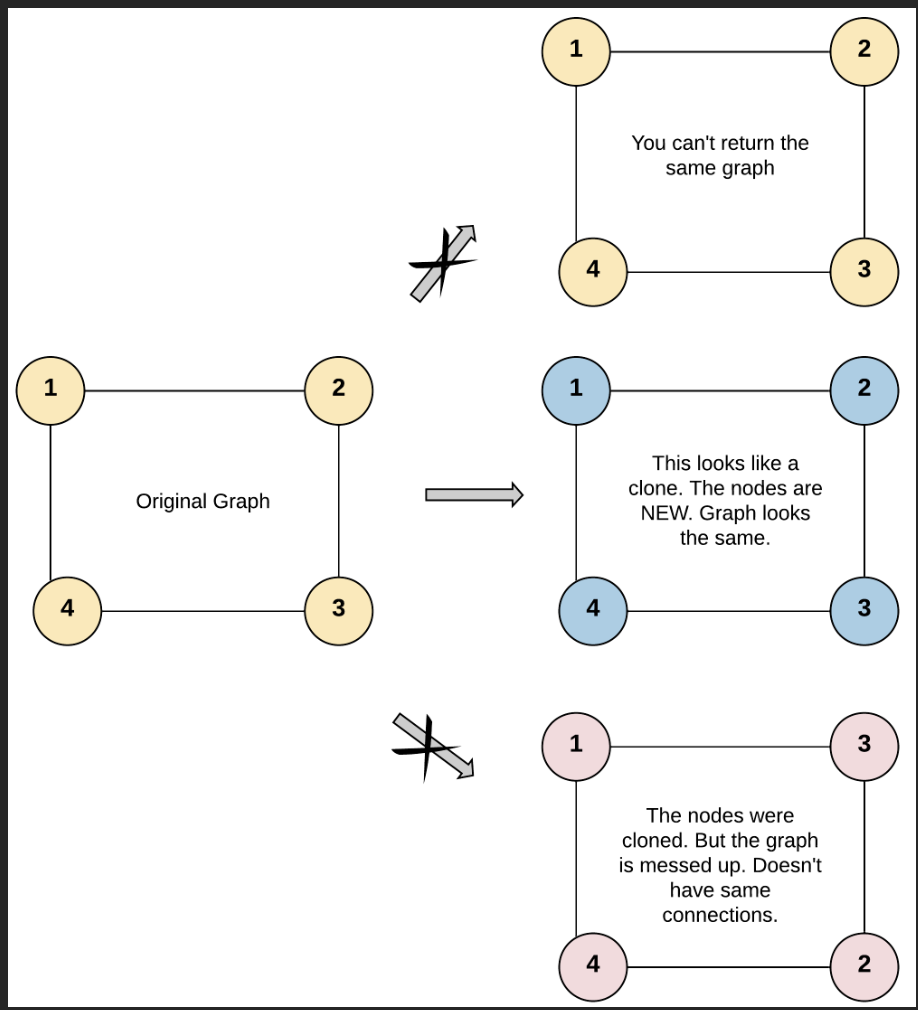 1 2
You can't return the
same graph
4 3
1 2
Original Graph
4 3
1 2
This looks like a
clone. The nodes are
NEW. Graph looks
the same.
4 3
1 3
The nodes were
cloned. But the graph
is messed up. Doesn't
have same
connections.
4 2